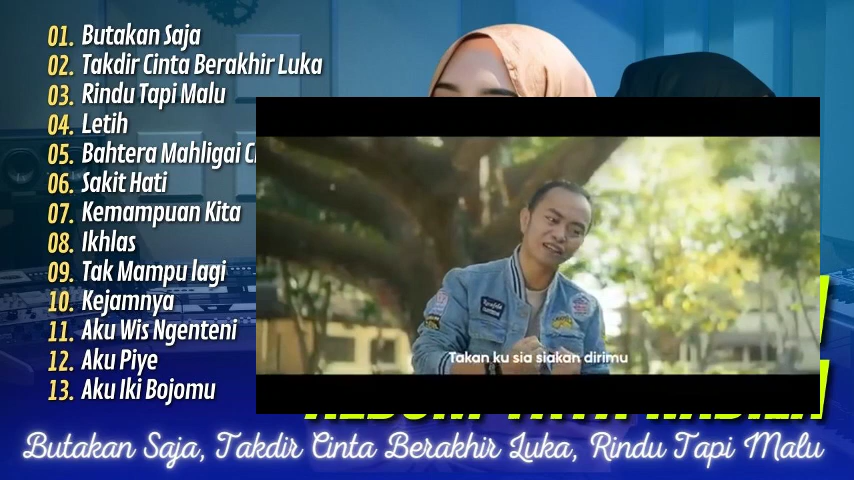 01. Butakan Saja
02. Takdir Cinta Berakhir Luka
03. Rindu Tapi Malu
04. Letih
05. Bahtera Mahligai
06. Sakit Hati
07. Kemampuan Kita
08. Ikhlas
09. Tak Mampu lagi
10. Kejamnya
11. Aku Wis Ngenteni
12. Aku Piye
13. Aku Iki Bojomu
Takan ku sia siakan dirimu
Butakan Saja, Takdir Cinta Berakhir Luka, Rindu Tapi Malu